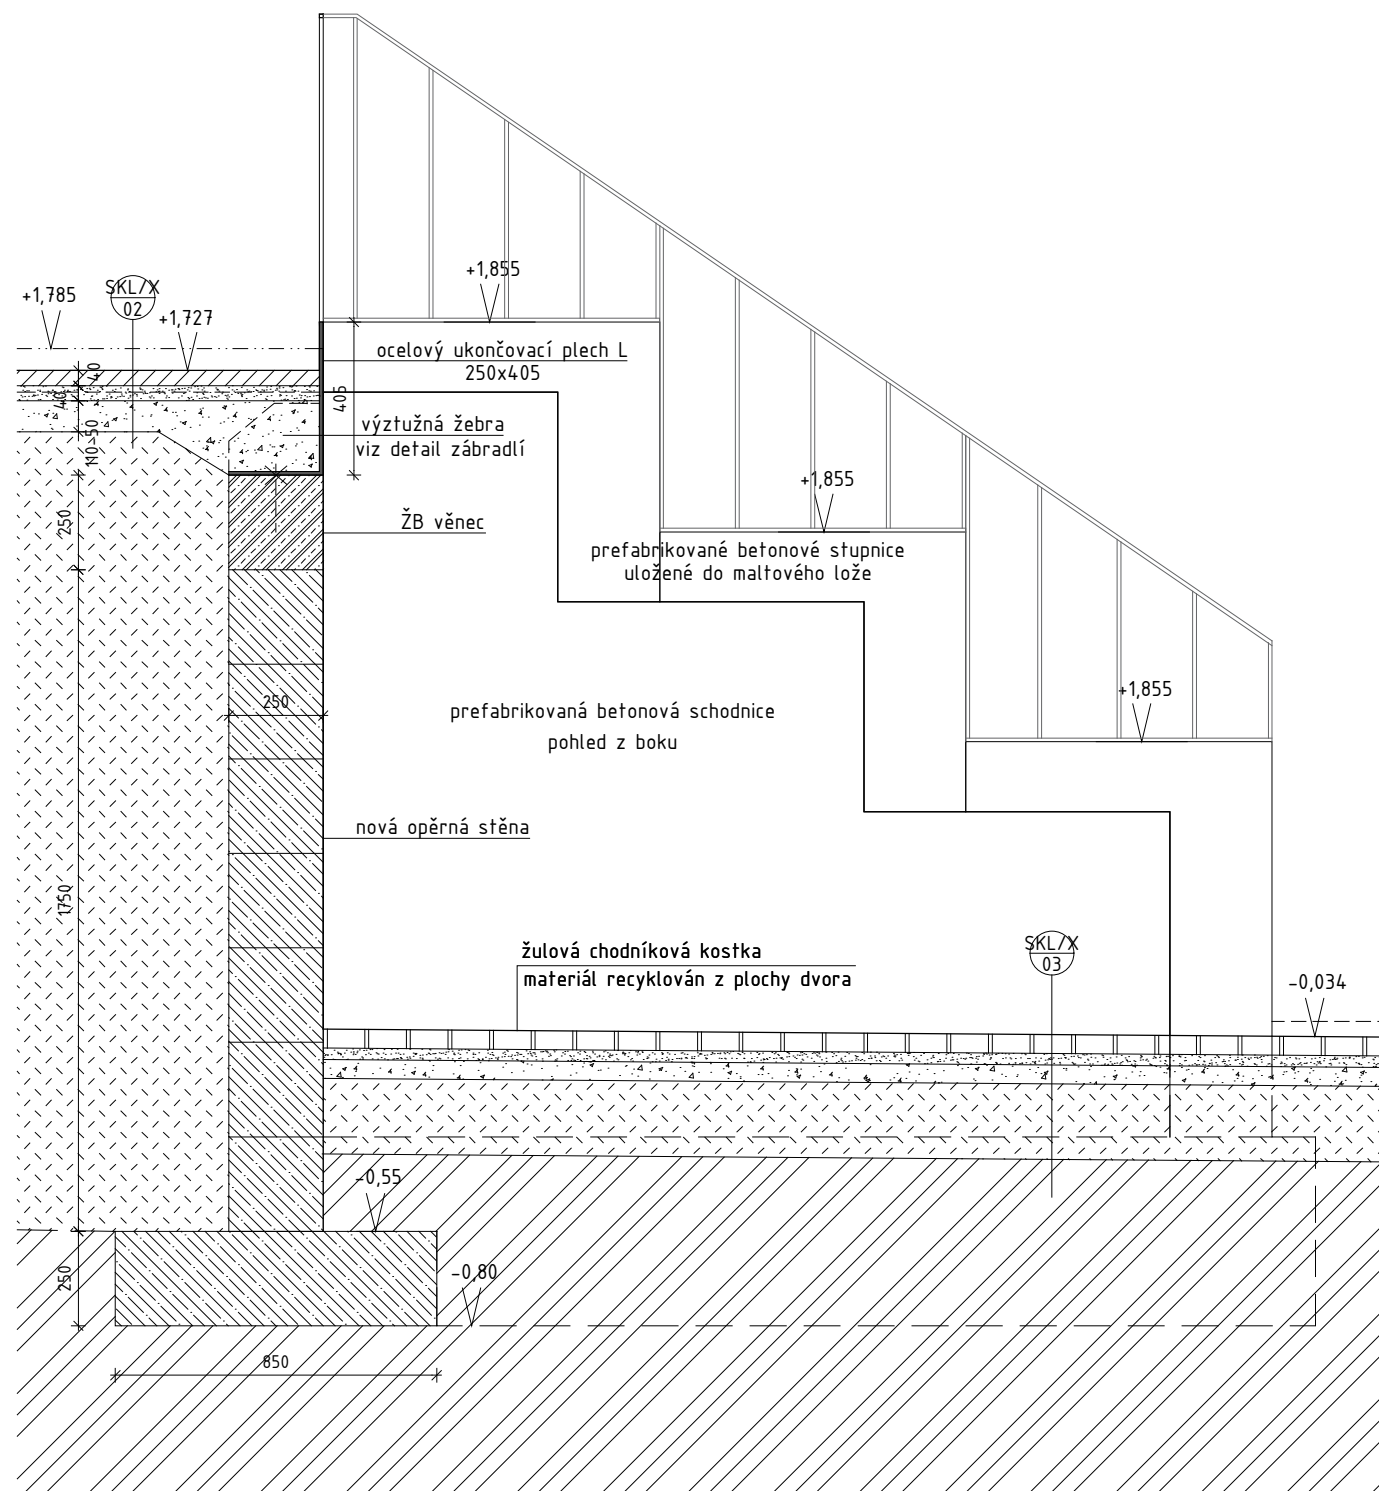 +1,855
SKL/X
02
+1,785
+1,727
ocelový ukončovací plech L
250x405
40
40
405
výztužná žebra
viz detail zábradlí
110-50
+1,855
250
ŽB věnec
prefabrikované betonové stupnice
uložené do maltového lože
+1,855
250
prefabrikovaná betonová schodnice
pohled z boku
nová opěrná stěna
1750
žulová chodníková kostka
materiál recyklován z plochy dvora
SKL/X
03
-0,034
-0,55
-0,80
250
850